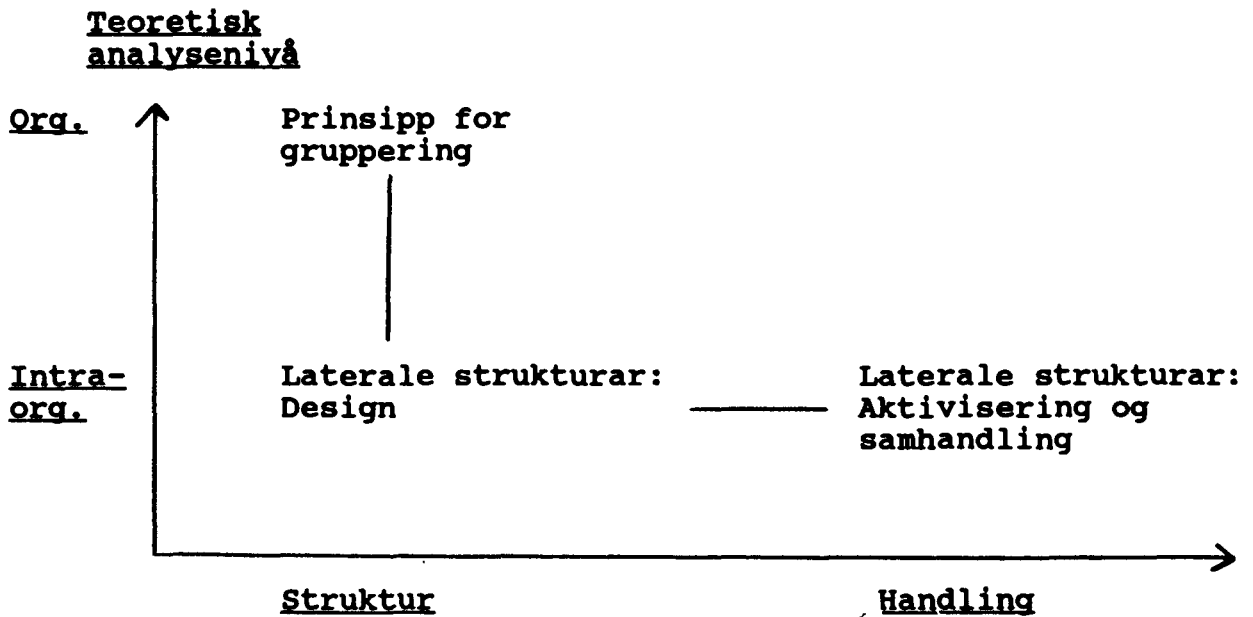 Teoretisk
analysenivå
Org.
Prinsipp for
gruppering
Intra-
org.
Laterale strukturar:
Design
Laterale strukturar:
Aktivisering og
samhandling
Struktur
Handling